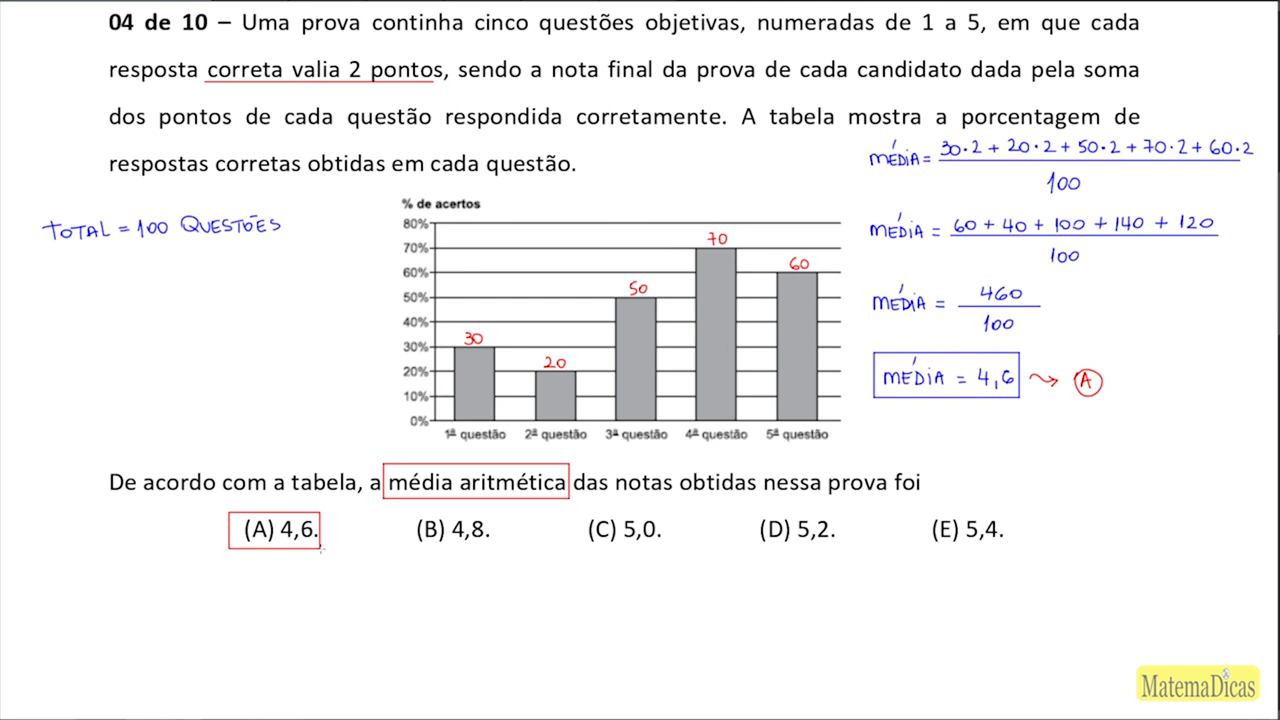 04 de 10 – Uma prova continha cinco questões objetivas, numeradas de 1 a 5, em que cada
resposta correta valia 2 pontos, sendo a nota final da prova de cada candidato dada pela soma
dos pontos de cada questão respondida corretamente. A tabela mostra a porcentagem de
respostas corretas obtidas em cada questão.
MÉDIA = 30·2 + 20·2 + 50·2 + 70·2 + 60·2
100
TOTAL = 100 QUESTÕES
MÉDIA = 60 + 40 + 100 + 140 + 120
100
MÉDIA = 460
100
MÉDIA = 4,6 A
% de acertos
80%
70%
60%
50%
40%
30%
20%
10%
0%
30
20
50
70
60
1ª questão 2ª questão 3ª questão 4ª questão 5ª questão
De acordo com a tabela, a média aritmética das notas obtidas nessa prova foi
(A) 4,6. (B) 4,8. (C) 5,0. (D) 5,2. (E) 5,4.
MatemaDicas